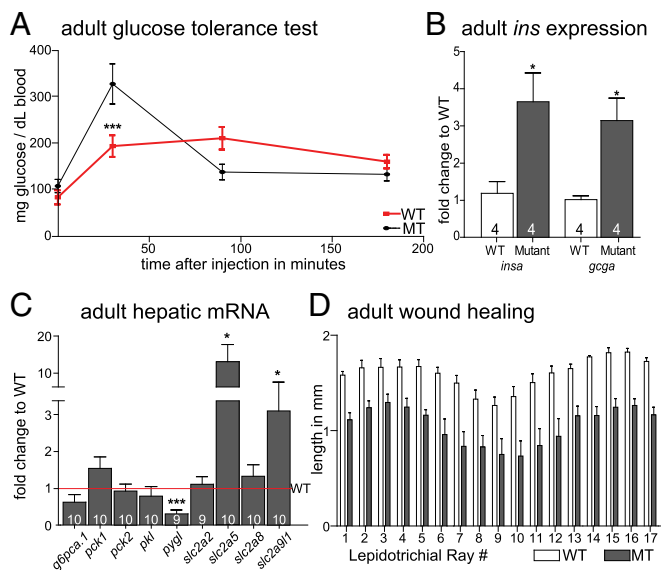 A adult glucose tolerance test
mg glucose / dL blood
400
300
200
100
0
***
WT
MT
50
100
150
200
time after injection in minutes
B adult ins expression
fold change to WT
5
4
3
2
1
0
*
*
4
4
4
4
WT Mutant WT Mutant
insa gcga
C adult hepatic mRNA
fold change to WT
20
10
3
2
1
0
***
*
*
WT
10 10 10 10 9 9 10 10 10
g6pca.1 pck1 pck2 pkl pygl slc2a2 slc2a5 slc2a8 slc2a9l1
D adult wound healing
length in mm
2
1
0
1 2 3 4 5 6 7 8 9 10 11 12 13 14 15 16 17
Lepidotrichial Ray # WT MT